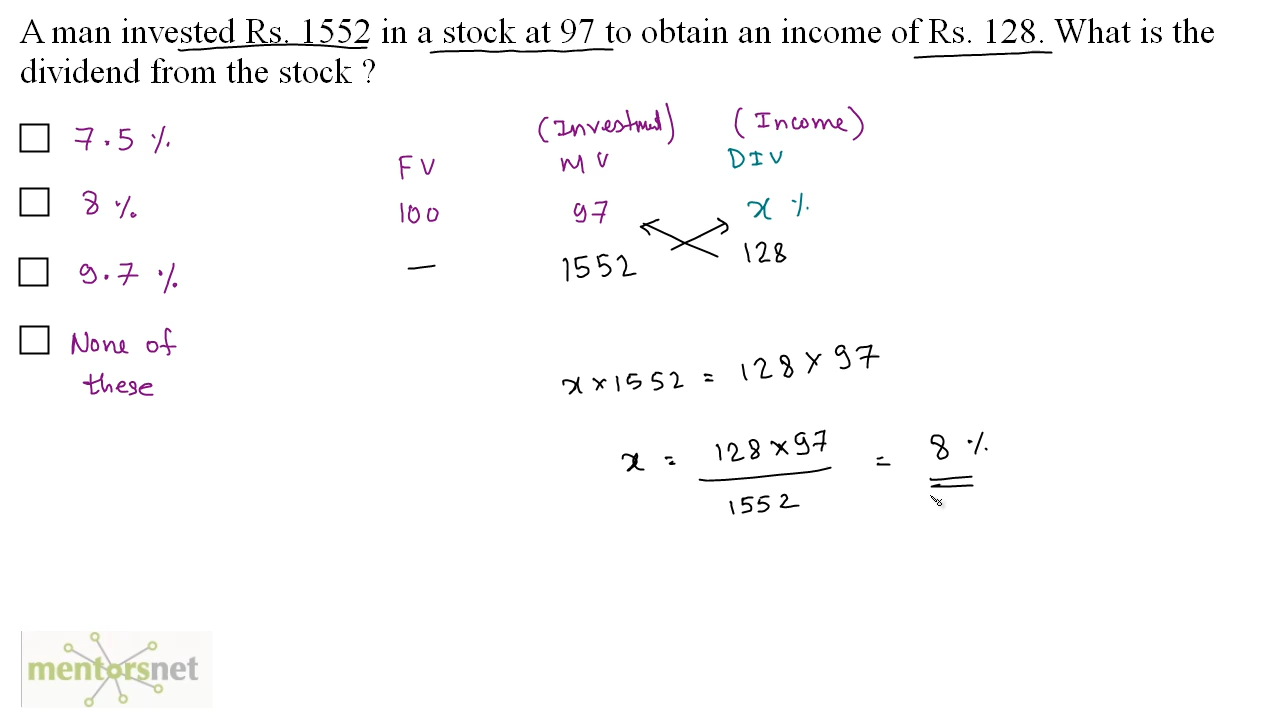 A man invested Rs. 1552 in a stock at 97 to obtain an income of Rs. 128. What is the
dividend from the stock ?
7.5 %
8 %
9.7 %
None of
these
(Investment) (Income)
FV MV DIV
100 97 x %
— 1552 128
x × 1552 = 128 × 97
x = 128 × 97 = 8 %
1552
mentorsnet